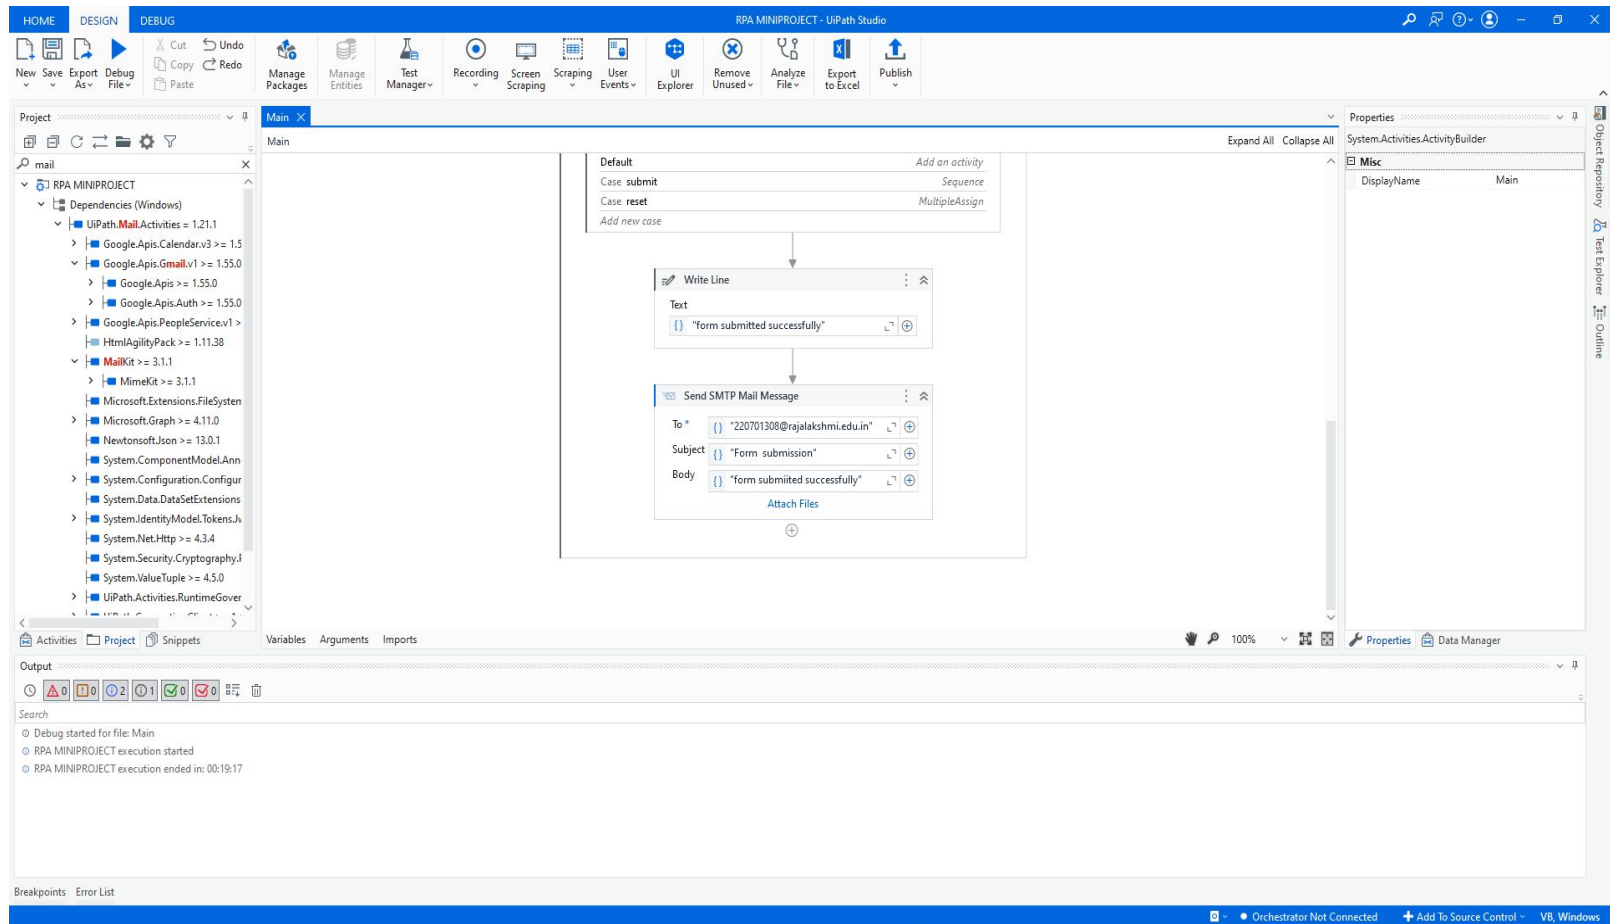 HOME DESIGN DEBUG
RPA MINIPROJECT - UiPath Studio
New Save Export As Debug File
Cut Undo
Copy Redo
Paste
Manage Packages
Manage Entities
Test Manager
Recording
Screen Scraping
Scraping
User Events
UI Explorer
Remove Unused
Analyze File
Export to Excel
Publish
Project
mail
RPA MINIPROJECT
Dependencies (Windows)
UiPath.Mail.Activities = 1.21.1
Google.Apis.Calendar.v3 >= 1.5
Google.Apis.Gmail.v1 >= 1.55.0
Google.Apis >= 1.55.0
Google.Apis.Auth >= 1.55.0
Google.Apis.PeopleService.v1 >
HtmlAgilityPack >= 1.11.38
MailKit >= 3.1.1
MimeKit >= 3.1.1
Microsoft.Extensions.FileSystem
Microsoft.Graph >= 4.11.0
Newtonsoft.Json >= 13.0.1
System.ComponentModel.Ann
System.Configuration.Configur
System.Data.DataSetExtensions
System.IdentityModel.Tokens.Jw
System.Net.Http >= 4.3.4
System.Security.Cryptography.P
System.ValueTuple >= 4.5.0
UiPath.Activities.RuntimeGover
Activities Project Snippets
Main
Main
Expand All Collapse All
Default Add an activity
Case submit Sequence
Case reset MultipleAssign
Add new case
Write Line
Text
"form submitted successfully"
Send SMTP Mail Message
To * "220701308@rajalakshmi.edu.in"
Subject "Form submission"
Body "form submiited successfully"
Attach Files
Variables Arguments Imports
100%
Properties
System.Activities.ActivityBuilder
Misc
DisplayName Main
Properties Data Manager
Object Repository
Test Explorer
Outline
Output
0 0 2 1 0 0
Search
Debug started for file: Main
RPA MINIPROJECT execution started
RPA MINIPROJECT execution ended in: 00:19:17
Breakpoints Error List
Orchestrator Not Connected Add To Source Control VB, Windows